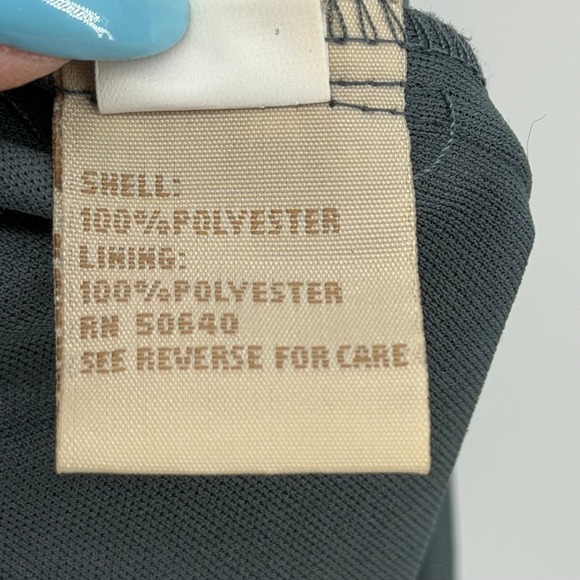 SHELL:
100%POLYESTER
LINING:
100%POLYESTER
RN 50640
SEE REVERSE FOR CARE